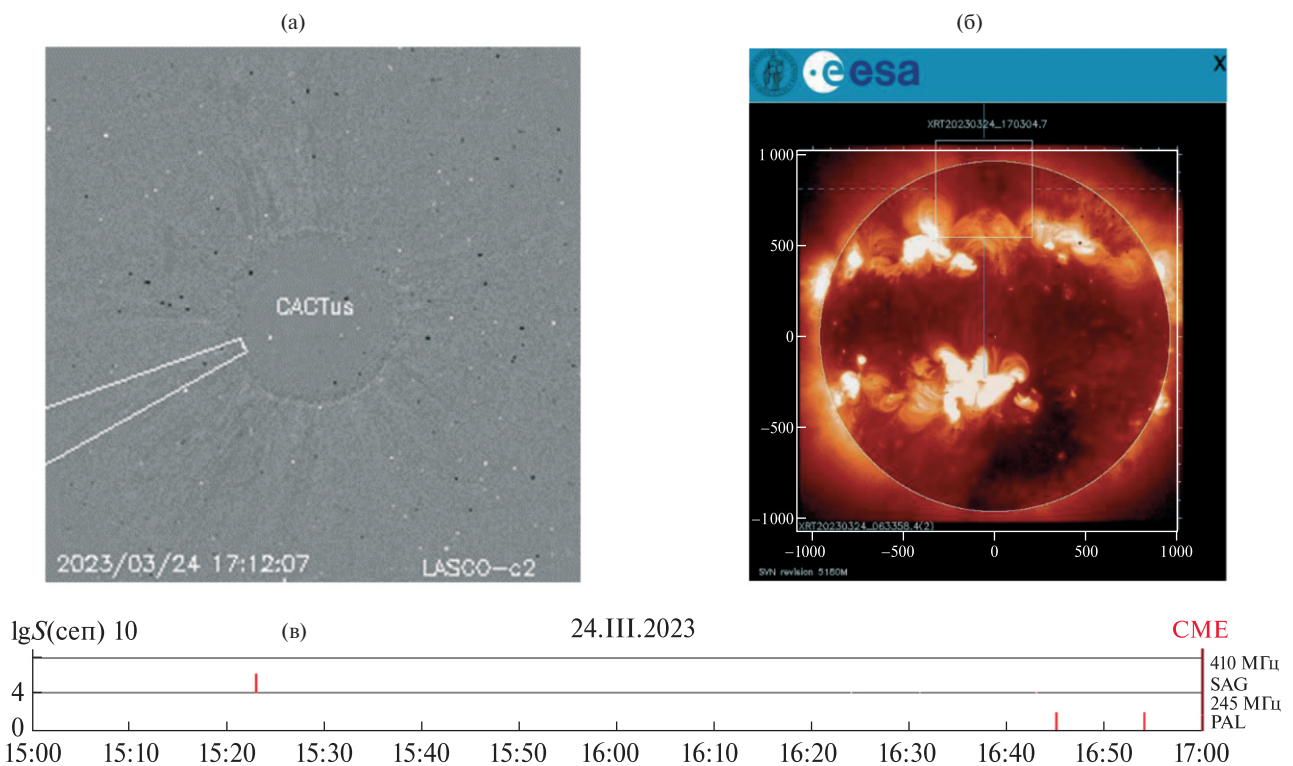 (а)
(б)
CACTus
2023/03/24 17:12:07
LASCO-c2
esa
X
XRT20230324_170304.7
1 000
500
0
−500
−1000
XRT20230324_063358.4(2)
−1000 −500 0 500 1000
SVN revision 5160M
lgS(сеп) 10
(в)
24.III.2023
CME
410 МГц
SAG
4
245 МГц
0
PAL
15:00 15:10 15:20 15:30 15:40 15:50 16:00 16:10 16:20 16:30 16:40 16:50 17:00